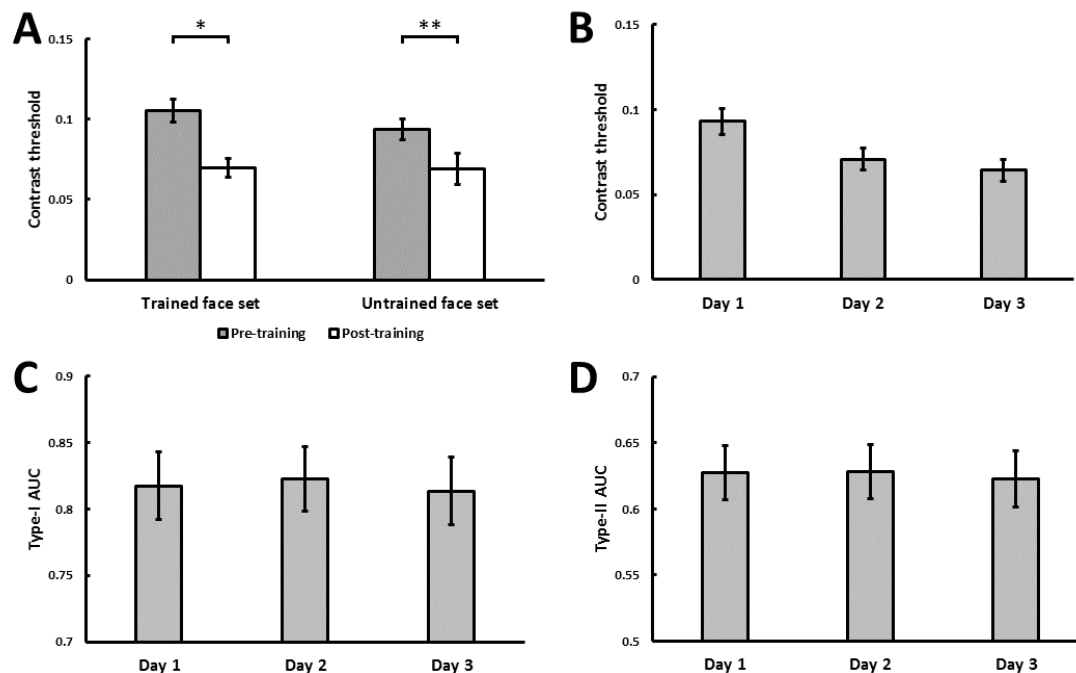 A
* **
0.15
0.1
0.05
0
Contrast threshold
Trained face set Untrained face set
Pre-training Post-training
B
0.15
0.1
0.05
0
Contrast threshold
Day 1 Day 2 Day 3
C
0.9
0.85
0.8
0.75
0.7
Type-I AUC
Day 1 Day 2 Day 3
D
0.7
0.65
0.6
0.55
0.5
Type-II AUC
Day 1 Day 2 Day 3